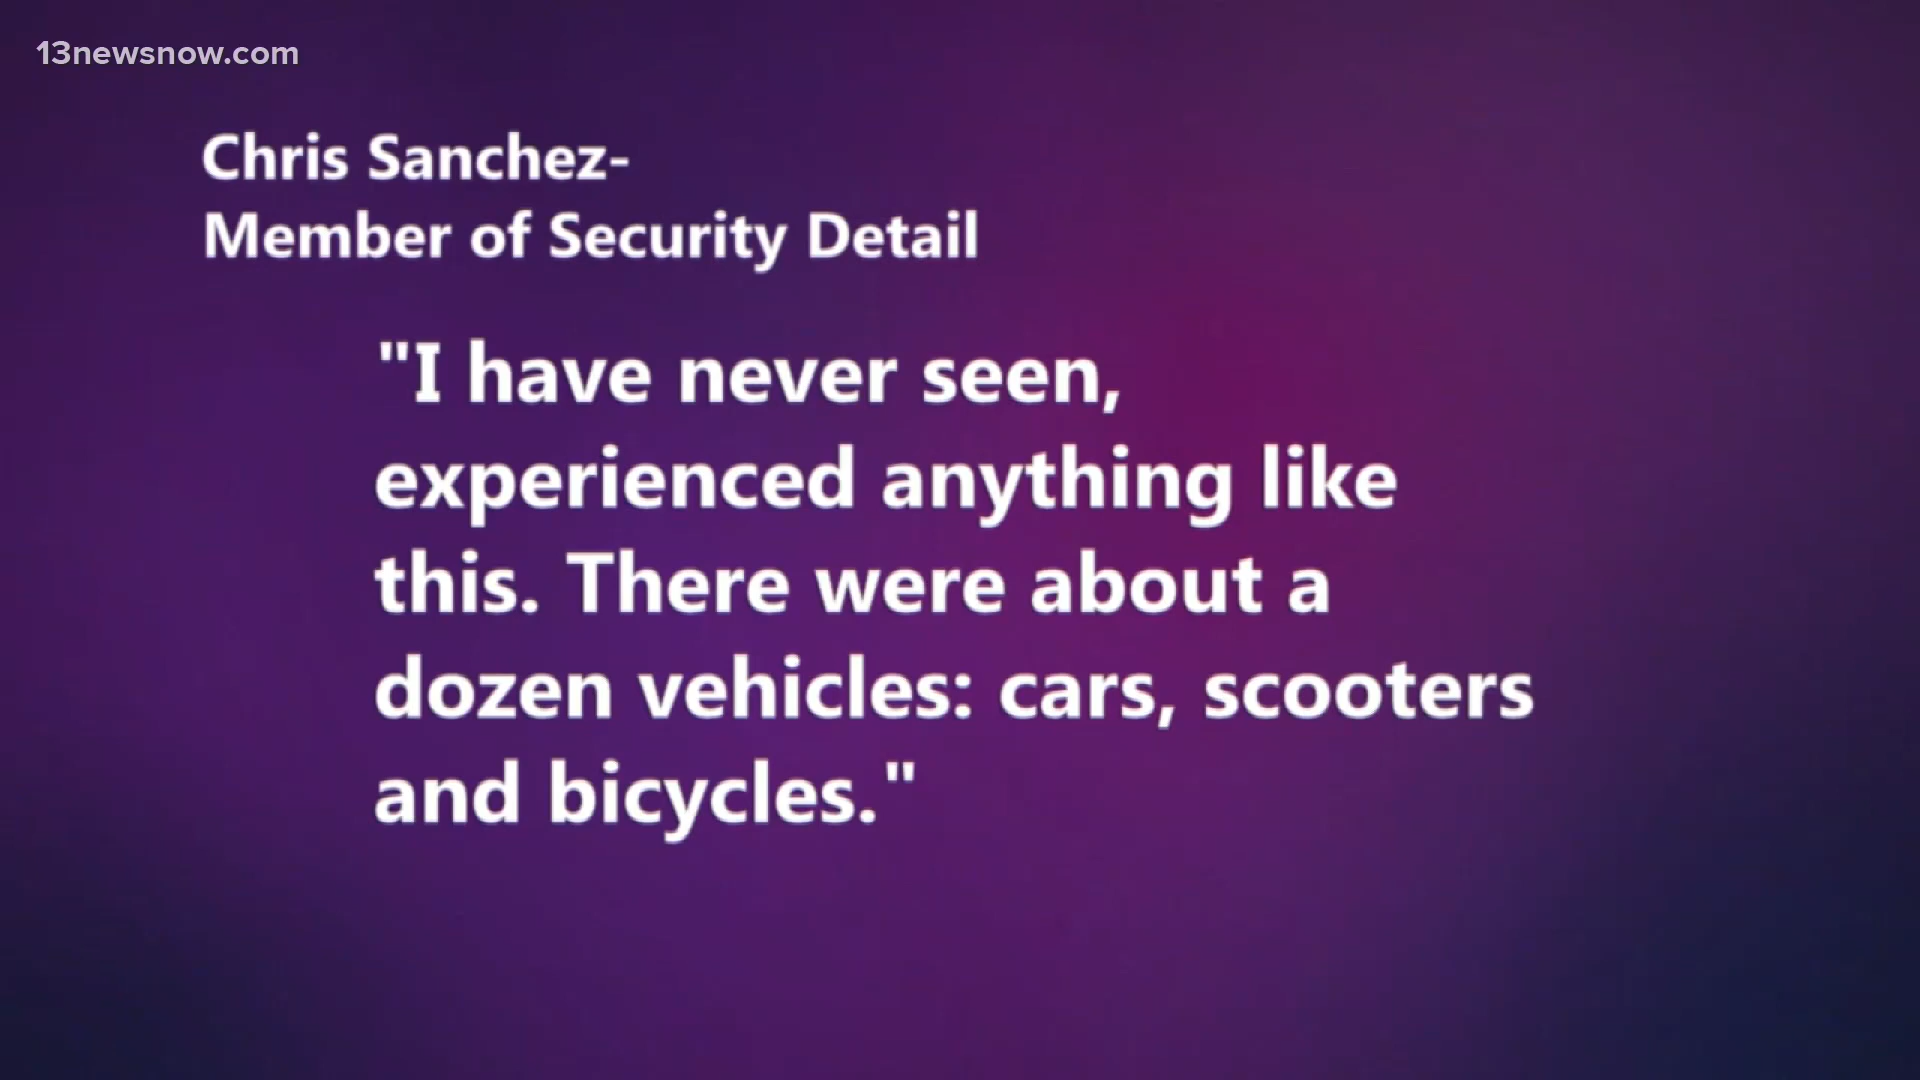 13newsnow.com
Chris Sanchez-
Member of Security Detail
"I have never seen,
experienced anything like
this. There were about a
dozen vehicles: cars, scooters
and bicycles."